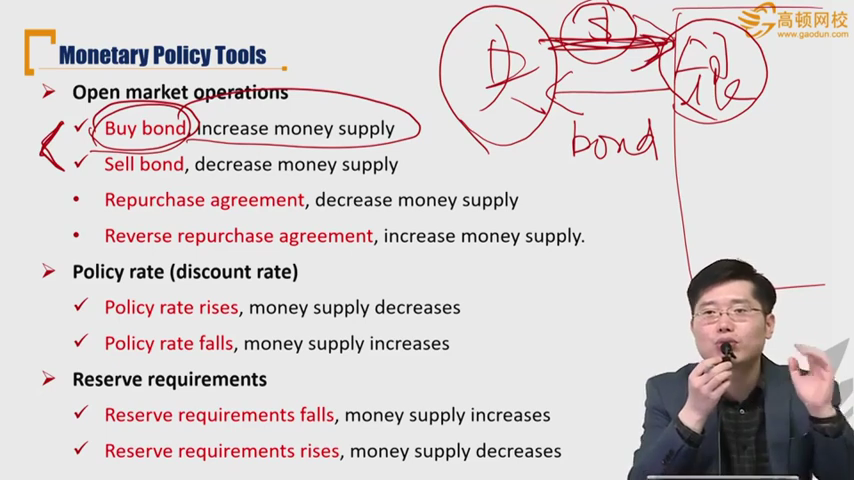 高顿网校
www.gaodun.com
Monetary Policy Tools
Open market operations
Buy bond, increase money supply
Sell bond, decrease money supply
Repurchase agreement, decrease money supply
Reverse repurchase agreement, increase money supply.
Policy rate (discount rate)
Policy rate rises, money supply decreases
Policy rate falls, money supply increases
Reserve requirements
Reserve requirements falls, money supply increases
Reserve requirements rises, money supply decreases
央
$
bond